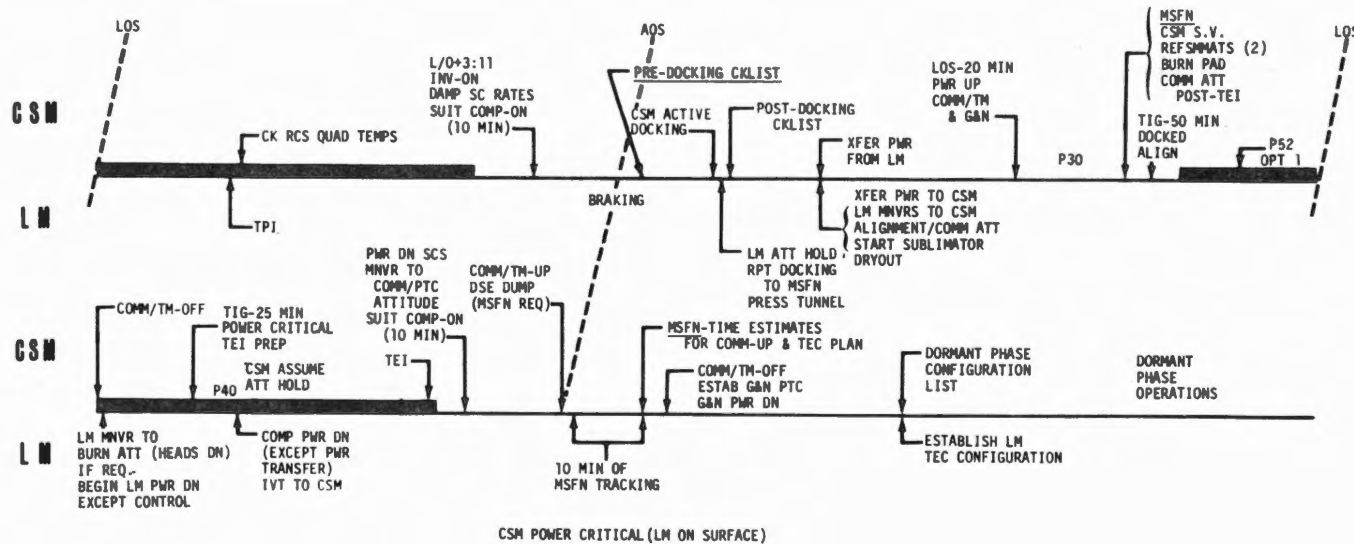 LOS
AOS
LOS
CSM
LM
CK RCS QUAD TEMPS
TPI
L/O+3:11
INV-ON
DAMP SC RATES
SUIT COMP-ON
(10 MIN)
PRE-DOCKING CKLIST
CSM ACTIVE
DOCKING
BRAKING
POST-DOCKING
CKLIST
LM ATT HOLD
RPT DOCKING
TO MSFN
PRESS TUNNEL
XFER PWR
FROM LM
XFER PWR TO CSM
LM MNVRS TO CSM
ALIGNMENT/COMM ATT
START SUBLIMATOR
DRYOUT
LOS-20 MIN
PWR UP
COMM/TM
& G&N
P30
MSFN
CSM S.V.
REFSMMATS (2)
BURN PAD
COMM ATT
POST-TEI
TIG-50 MIN
DOCKED
ALIGN
P52
OPT 1
CSM
LM
COMM/TM-OFF
TIG-25 MIN
POWER CRITICAL
TEI PREP
CSM ASSUME
ATT HOLD
P40
LM MNVR TO
BURN ATT (HEADS DN)
IF REQ.
BEGIN LM PWR DN
EXCEPT CONTROL
COMP PWR DN
(EXCEPT PWR
TRANSFER)
IVT TO CSM
PWR DN SCS
MNVR TO
COMM/PTC
ATTITUDE
SUIT COMP-ON
(10 MIN)
TEI
COMM/TM-UP
DSE DUMP
(MSFN REQ)
10 MIN OF
MSFN TRACKING
MSFN-TIME ESTIMATES
FOR COMM-UP & TEC PLAN
COMM/TM-OFF
ESTAB G&N PTC
G&N PWR DN
DORMANT PHASE
CONFIGURATION
LIST
ESTABLISH LM
TEC CONFIGURATION
DORMANT
PHASE
OPERATIONS
CSM POWER CRITICAL (LM ON SURFACE)